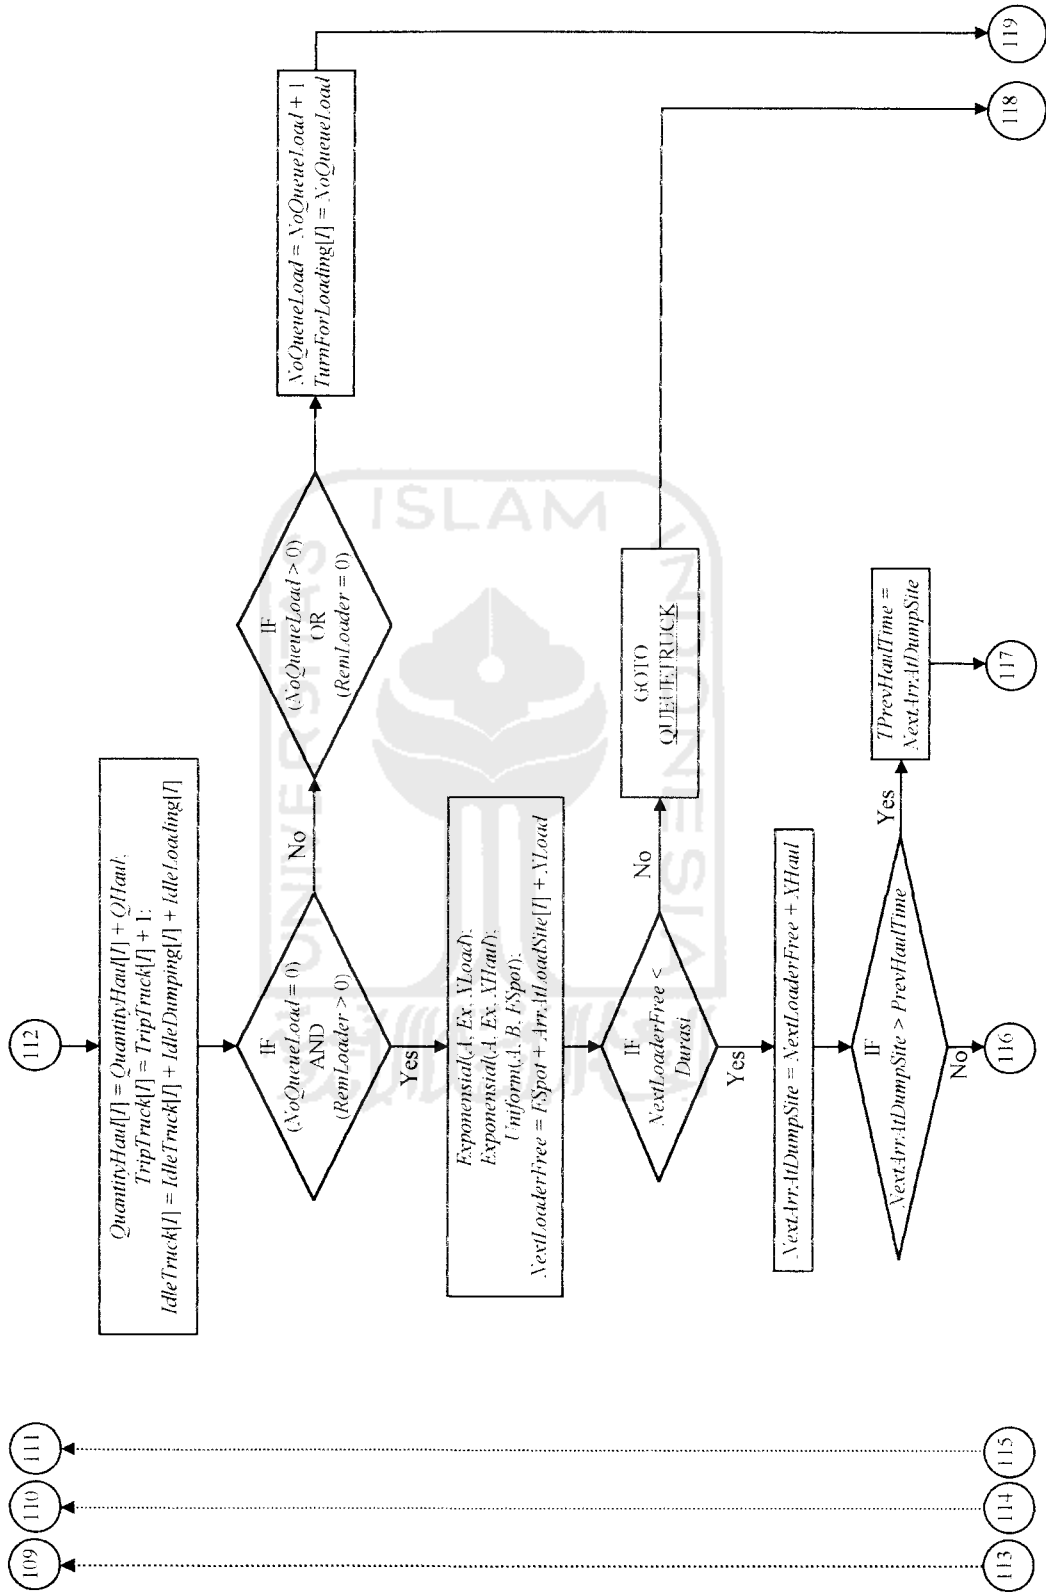 109
110
111
112
QuantityHaul[I] = QuantityHaul[I] + QHaul;
TripTruck[I] = TripTruck[I] + 1;
IdleTruck[I] = IdleTruck[I] + IdleDumping[I] + IdleLoading[I]
IF
(NoQueueLoad = 0)
AND
(RemLoader > 0)
No
Yes
IF
(NoQueueLoad > 0)
OR
(RemLoader = 0)
NoQueueLoad = NoQueueLoad + 1
TurnForLoading[I] = NoQueueLoad
Exponensial(A, Ex, XLoad);
Exponensial(A, Ex, XHaul);
Uniform(A, B, FSpot);
NextLoaderFree = FSpot + ArrAtLoadSite[I] + XLoad
IF
NextLoaderFree <
Durasi
No
Yes
GOTO
QUEUETRUCK
NextArrAtDumpSite = NextLoaderFree + XHaul
IF
NextArrAtDumpSite > PrevHaulTime
Yes
No
TPrevHaulTime =
NextArrAtDumpSite
113
114
115
116
117
118
119
UNIVERSITAS
ISLAM
INDONESIA